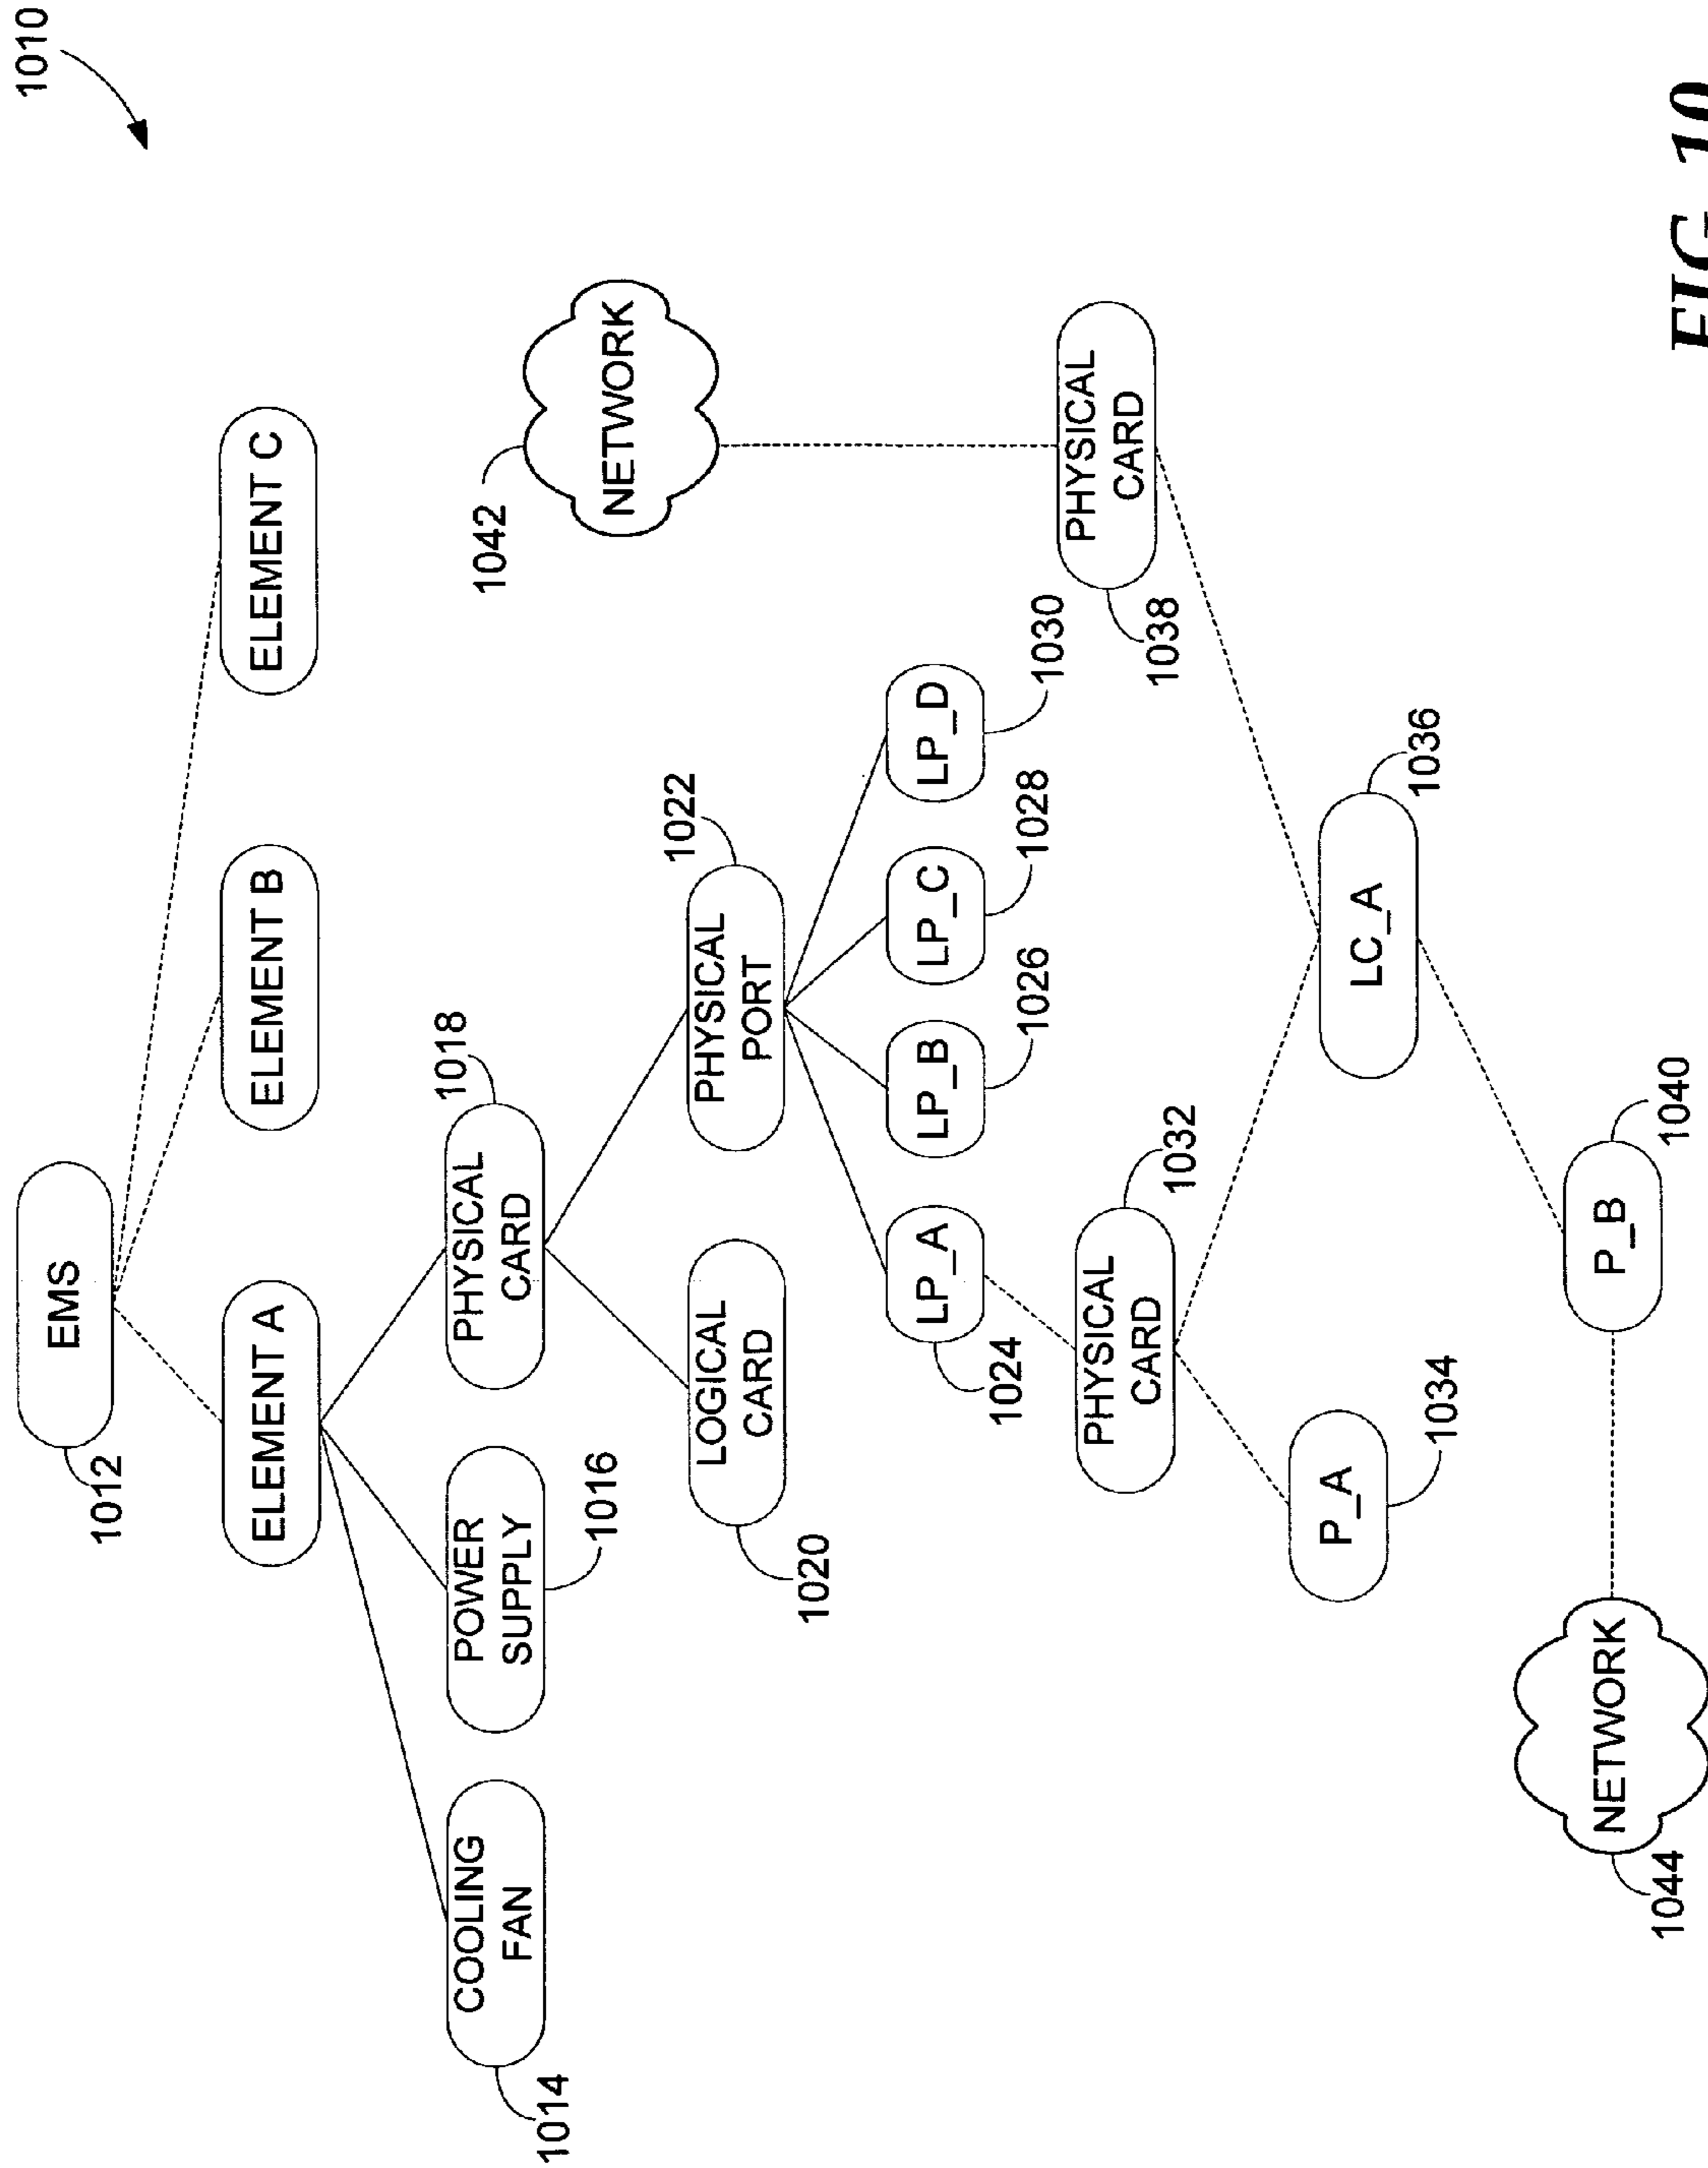 1010
EMS
1012
ELEMENT A
ELEMENT B
ELEMENT C
COOLING
FAN
1014
POWER
SUPPLY
1016
PHYSICAL
CARD
1018
NETWORK
1042
LOGICAL
CARD
1020
PHYSICAL
PORT
1022
LP_A
1024
LP_B
1026
LP_C
1028
LP_D
1030
PHYSICAL
CARD
1032
PHYSICAL
CARD
1038
P_A
1034
LC_A
1036
NETWORK
1044
P_B
1040
FIG. 10